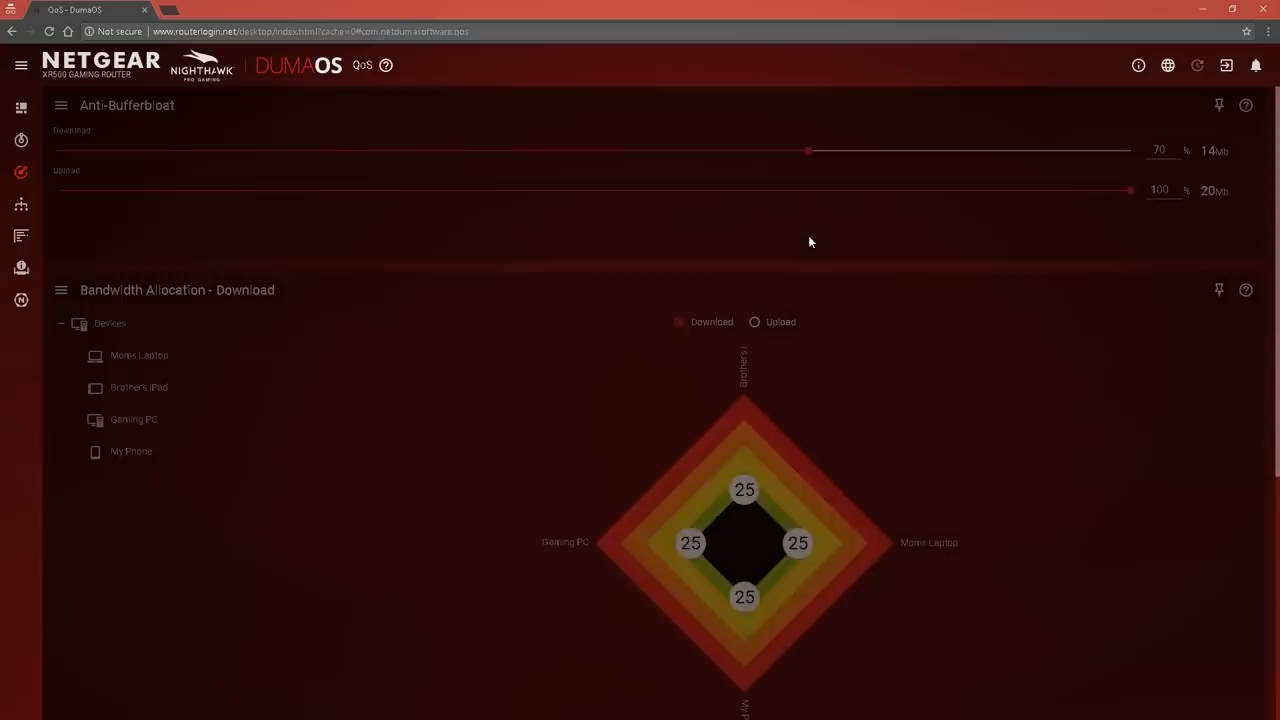 QoS - DumaOS
Not secure | www.routerlogin.net/desktop/index.html?cache=0#com.netdumasoftware.qos
NETGEAR
XR500 GAMING ROUTER
NIGHTHAWK
PRO GAMING
DUMAOS
QoS
Anti-Bufferbloat
Download
70 % 14Mb
Upload
100 % 20Mb
Bandwidth Allocation - Download
Devices
Download Upload
Moms Laptop
Brother's iPad
Gaming PC
My Phone
Brother's i
25
Gaming PC 25 25 Moms Laptop
25
My P